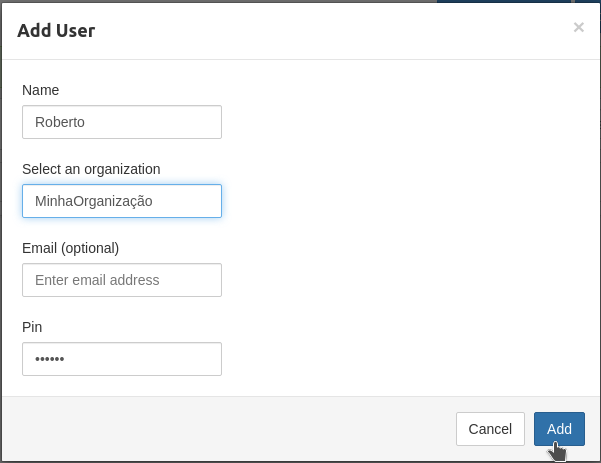 Add User
×
Name
Roberto
Select an organization
MinhaOrganização
Email (optional)
Enter email address
Pin
••••••
Cancel
Add